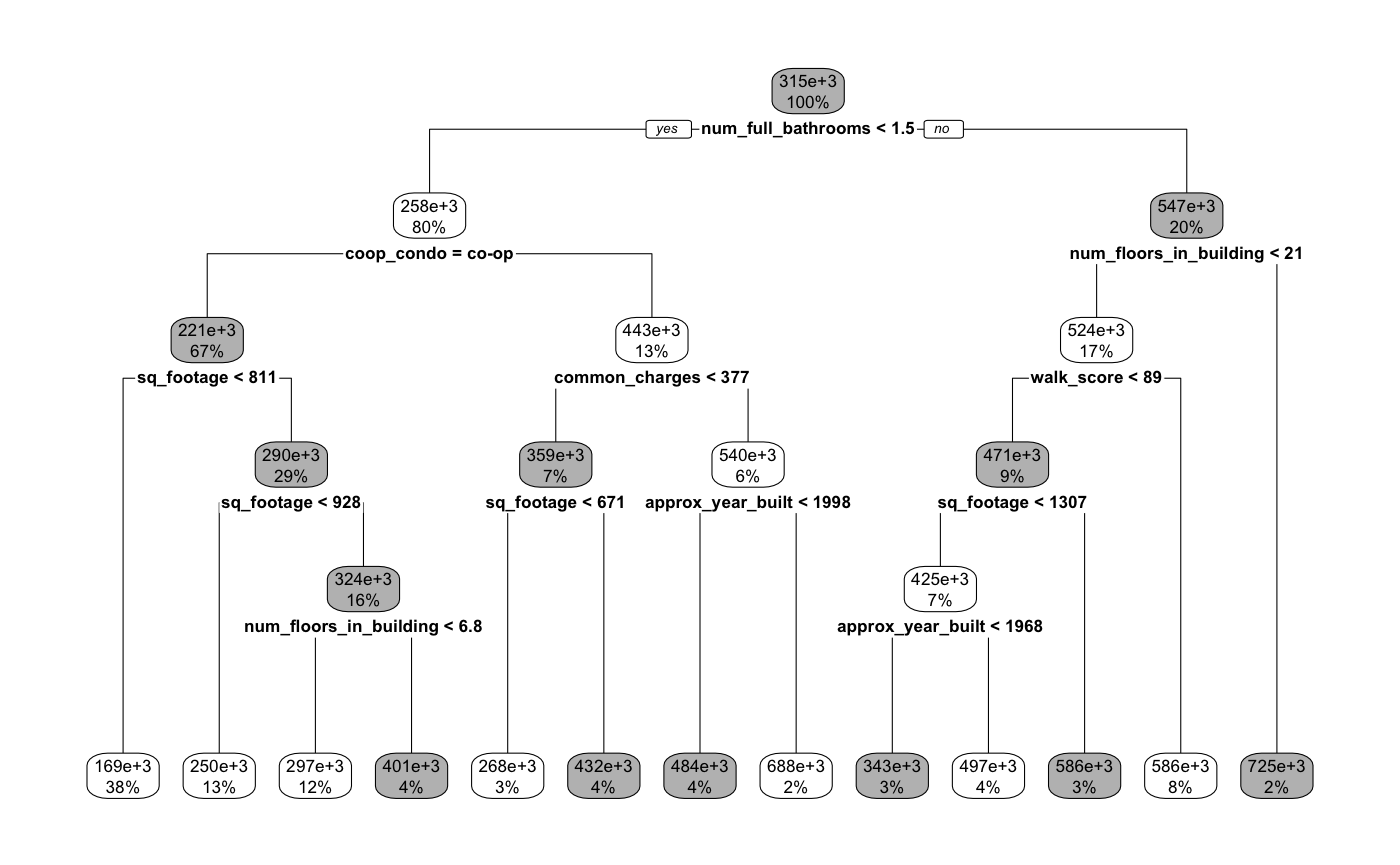 315e+3
100%
yes num_full_bathrooms < 1.5 no
258e+3
80%
547e+3
20%
coop_condo = co-op
num_floors_in_building < 21
221e+3
67%
443e+3
13%
524e+3
17%
sq_footage < 811
common_charges < 377
walk_score < 89
290e+3
29%
359e+3
7%
540e+3
6%
471e+3
9%
sq_footage < 928
sq_footage < 671
approx_year_built < 1998
sq_footage < 1307
324e+3
16%
425e+3
7%
num_floors_in_building < 6.8
approx_year_built < 1968
169e+3
38%
250e+3
13%
297e+3
12%
401e+3
4%
268e+3
3%
432e+3
4%
484e+3
4%
688e+3
2%
343e+3
3%
497e+3
4%
586e+3
3%
586e+3
8%
725e+3
2%